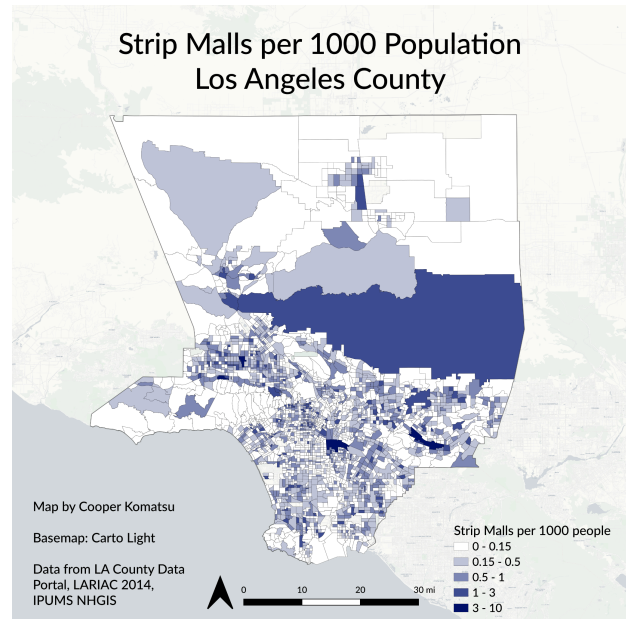 Strip Malls per 1000 Population
Los Angeles County
Map by Cooper Komatsu
Basemap: Carto Light
Data from LA County Data
Portal, LARIAC 2014,
IPUMS NHGIS
0 10 20 30 mi
Strip Malls per 1000 people
0 - 0.15
0.15 - 0.5
0.5 - 1
1 - 3
3 - 10